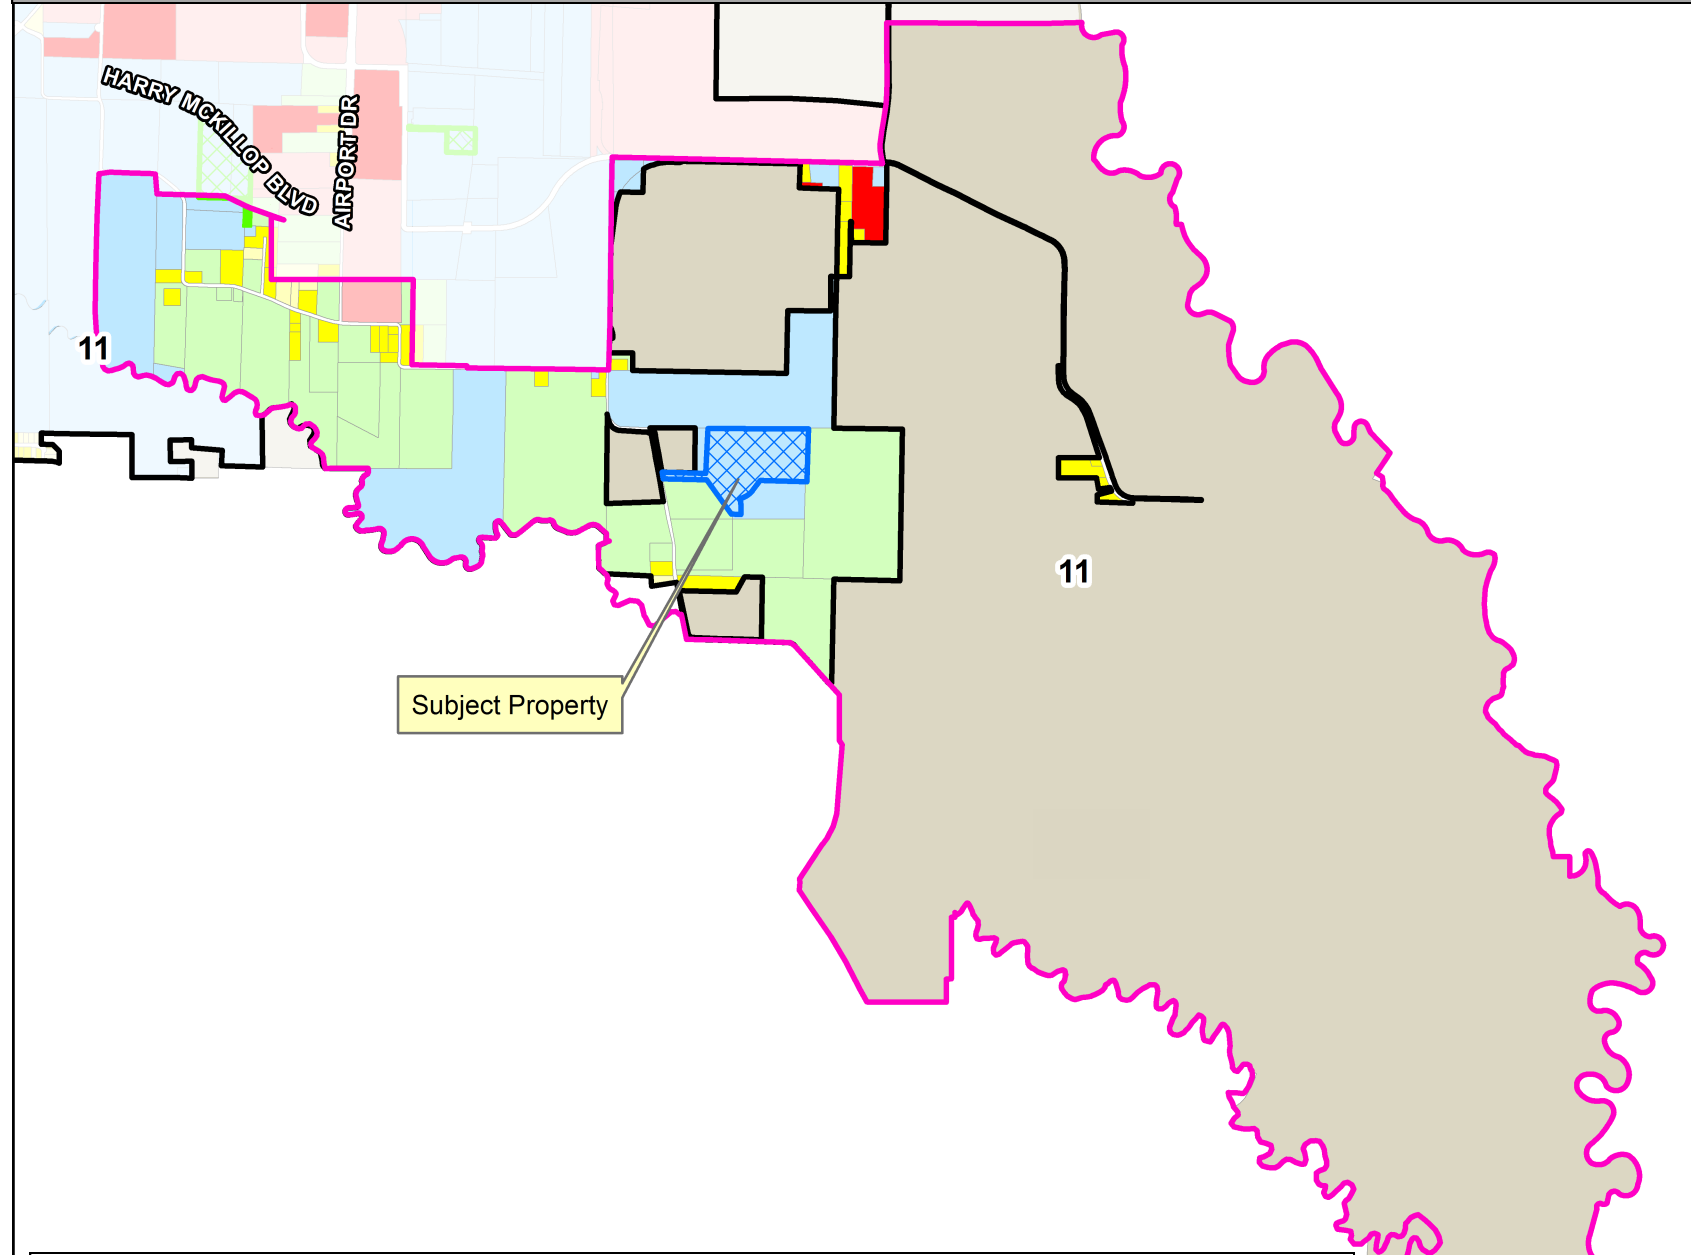 HARRY MCKILLOP BLVD
AIRPORT DR
11
11
Subject Property